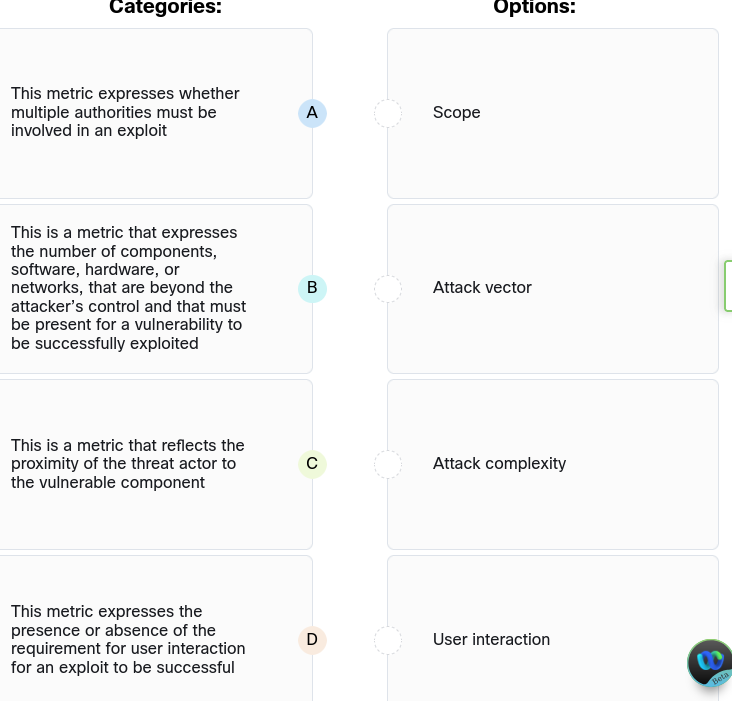 Categories:
Options:
This metric expresses whether
multiple authorities must be
involved in an exploit
A
Scope
This is a metric that expresses
the number of components,
software, hardware, or
networks, that are beyond the
attacker's control and that must
be present for a vulnerability to
be successfully exploited
B
Attack vector
This is a metric that reflects the
proximity of the threat actor to
the vulnerable component
C
Attack complexity
This metric expresses the
presence or absence of the
requirement for user interaction
for an exploit to be successful
D
User interaction
Beta